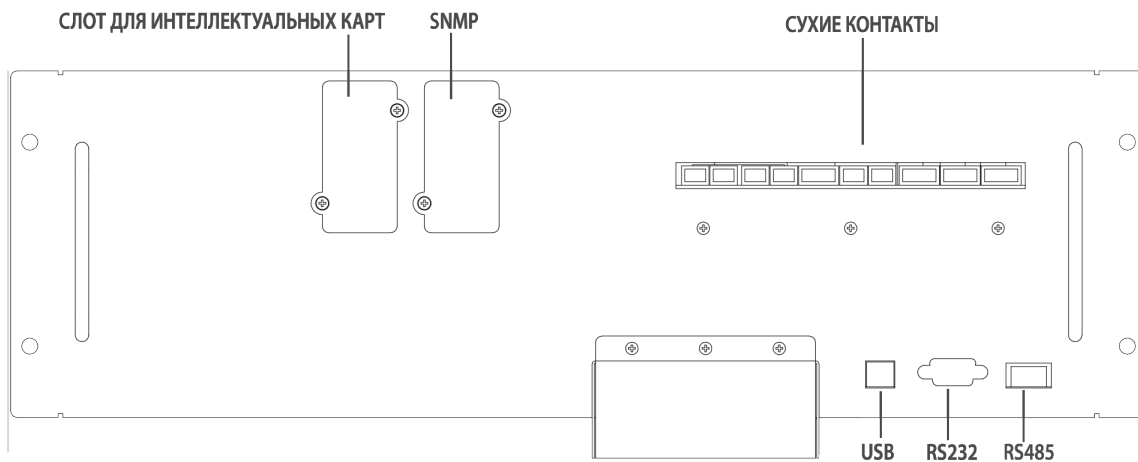 СЛОТ ДЛЯ ИНТЕЛЛЕКТУАЛЬНЫХ КАРТ
SNMP
СУХИЕ КОНТАКТЫ
USB
RS232
RS485